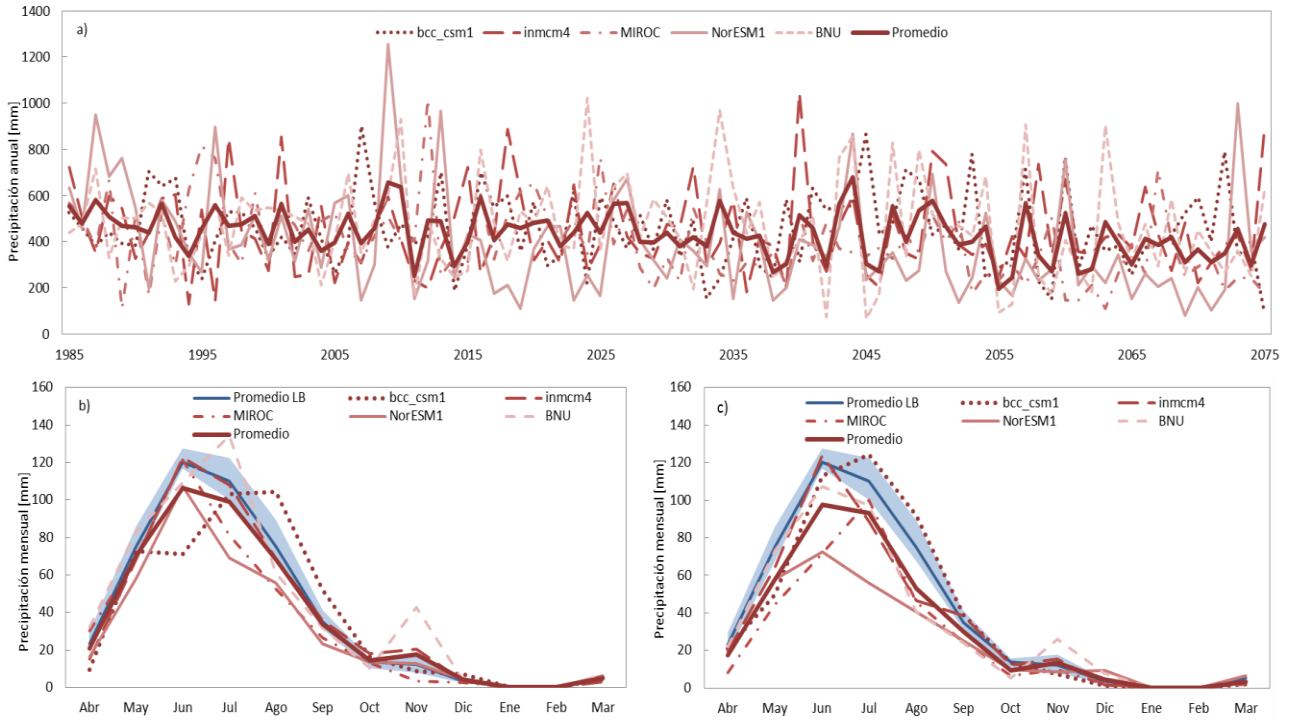 a)
bcc_csm1 inmcm4 MIROC NorESM1 BNU Promedio
Precipitación anual [mm]
1400
1200
1000
800
600
400
200
0
1985 1995 2005 2015 2025 2035 2045 2055 2065 2075
b)
Promedio LB bcc_csm1 inmcm4
MIROC NorESM1 BNU
Promedio
Precipitación mensual [mm]
160
140
120
100
80
60
40
20
0
Abr May Jun Jul Ago Sep Oct Nov Dic Ene Feb Mar
c)
Promedio LB bcc_csm1 inmcm4
MIROC NorESM1 BNU
Promedio
Precipitación mensual [mm]
160
140
120
100
80
60
40
20
0
Abr May Jun Jul Ago Sep Oct Nov Dic Ene Feb Mar